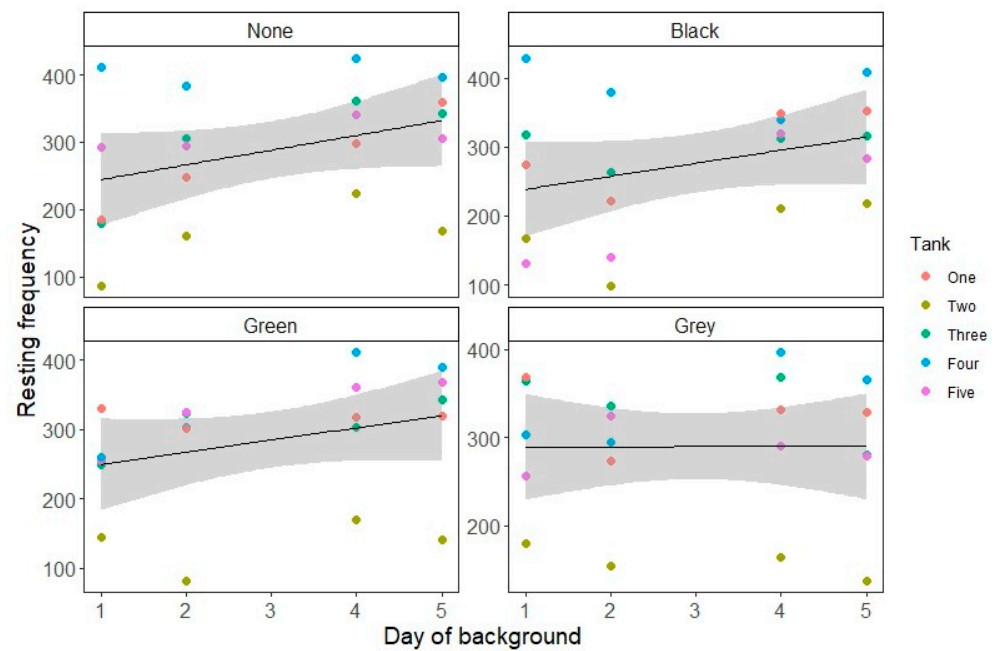 None
Black
400
300
200
100
400
300
200
100
Green
Grey
400
300
200
100
400
300
200
1 2 3 4 5
1 2 3 4 5
Resting frequency
Day of background
Tank
One
Two
Three
Four
Five